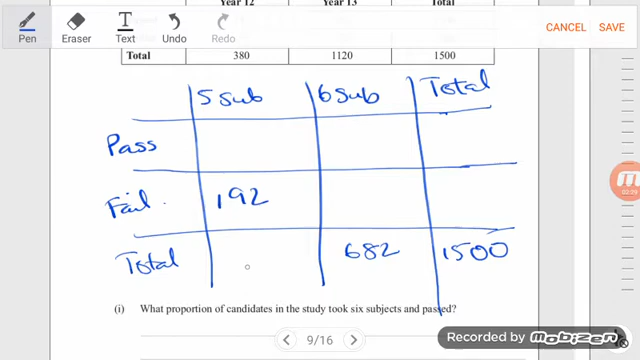 Year 12 Year 13 Total
CANCEL SAVE
Pen Eraser Text Undo Redo
Total 380 1120 1500
5 Sub 6 Sub Total
Pass
Fail 192
Total 682 1500
(i) What proportion of candidates in the study took six subjects and passed?
9/16
Recorded by mobizen